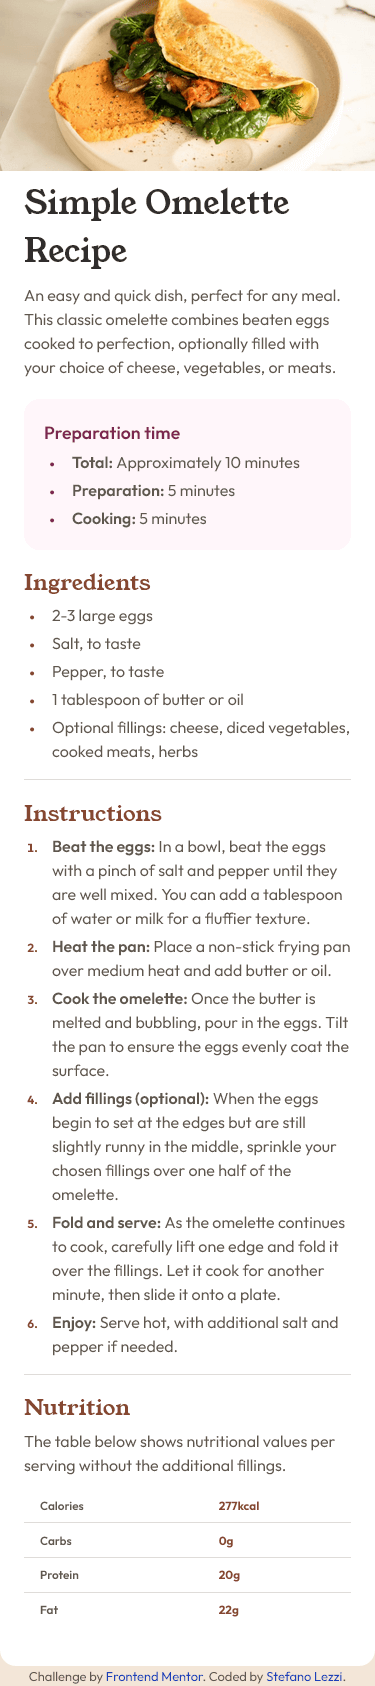 Simple Omelette
Recipe
An easy and quick dish, perfect for any meal.
This classic omelette combines beaten eggs
cooked to perfection, optionally filled with
your choice of cheese, vegetables, or meats.
Preparation time
• Total: Approximately 10 minutes
• Preparation: 5 minutes
• Cooking: 5 minutes
Ingredients
• 2-3 large eggs
• Salt, to taste
• Pepper, to taste
• 1 tablespoon of butter or oil
• Optional fillings: cheese, diced vegetables,
cooked meats, herbs
Instructions
1. Beat the eggs: In a bowl, beat the eggs
with a pinch of salt and pepper until they
are well mixed. You can add a tablespoon
of water or milk for a fluffier texture.
2. Heat the pan: Place a non-stick frying pan
over medium heat and add butter or oil.
3. Cook the omelette: Once the butter is
melted and bubbling, pour in the eggs. Tilt
the pan to ensure the eggs evenly coat the
surface.
4. Add fillings (optional): When the eggs
begin to set at the edges but are still
slightly runny in the middle, sprinkle your
chosen fillings over one half of the
omelette.
5. Fold and serve: As the omelette continues
to cook, carefully lift one edge and fold it
over the fillings. Let it cook for another
minute, then slide it onto a plate.
6. Enjoy: Serve hot, with additional salt and
pepper if needed.
Nutrition
The table below shows nutritional values per
serving without the additional fillings.
Calories 277kcal
Carbs 0g
Protein 20g
Fat 22g
Challenge by Frontend Mentor. Coded by Stefano Lezzi.